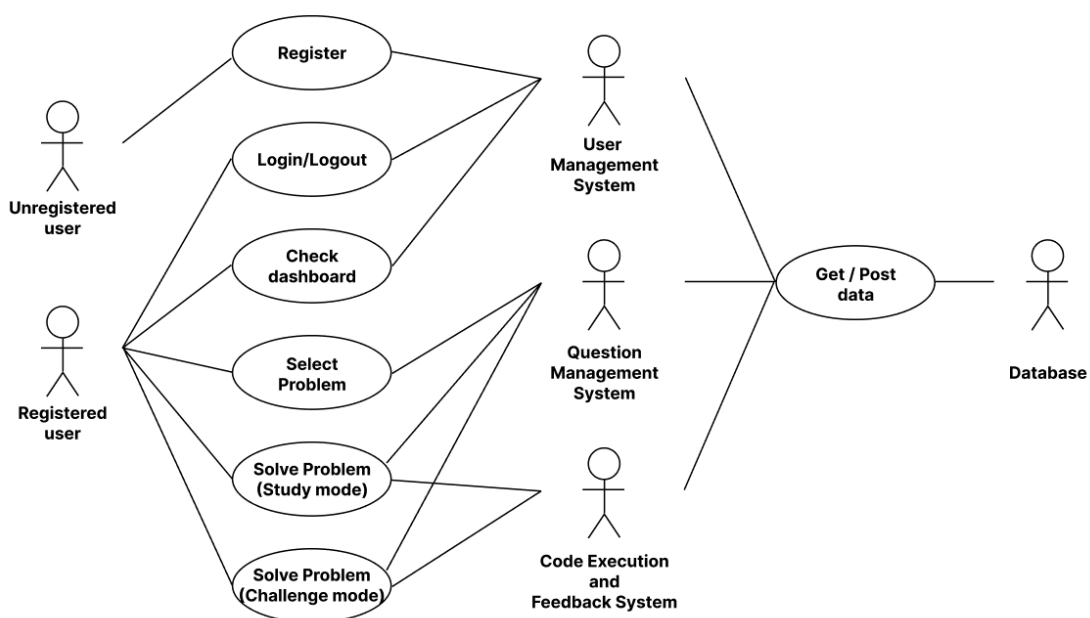 Register
Login/Logout
Check
dashboard
Select
Problem
Solve Problem
(Study mode)
Solve Problem
(Challenge mode)
Unregistered
user
Registered
user
User
Management
System
Question
Management
System
Code Execution
and
Feedback System
Get / Post
data
Database